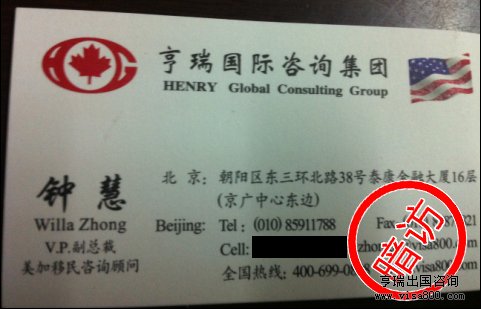 亨瑞国际咨询集团
HENRY Global Consulting Group
钟慧
Willa Zhong
V.P.副总裁
美加移民咨询顾问
北京: 朝阳区东三环北路38号泰康金融大厦16层
(京广中心东边)
Beijing: Tel: (010) 85911788 Fax
Cell: visa800.com
全国热线: 400-699-0 visa800.com
暗访
亨瑞出国咨询
www.visa800.com